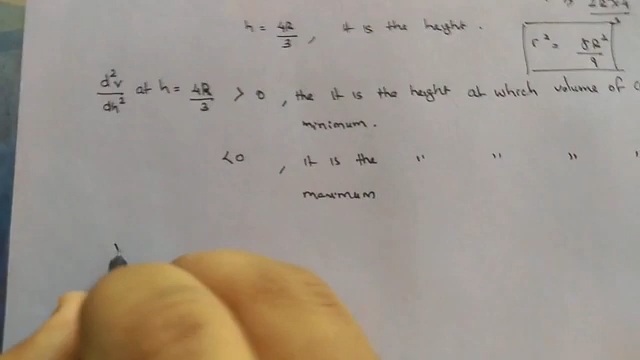 h = 4R/3 , it is the height .
r² = 8R²/9
d²v/dh² at h = 4R/3 > 0 , the it is the height at which volume of
minimum.
<0 , it is the " " " "
maximum